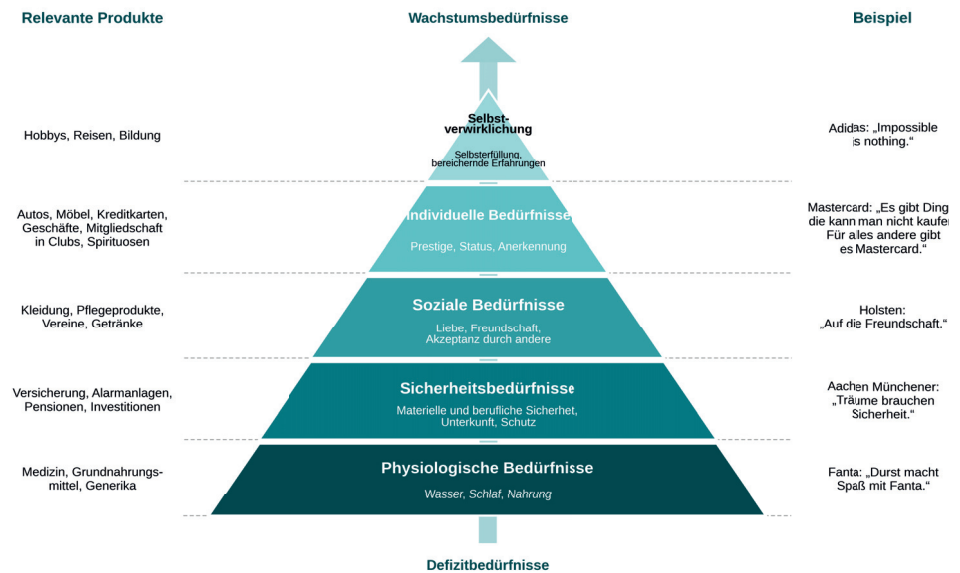 Relevante Produkte
Wachstumsbedürfnisse
Beispiel
Hobbys, Reisen, Bildung
Selbst-
verwirklichung
Selbsterfüllung,
bereichernde Erfahrungen
Adidas: „Impossible
is nothing.“
Autos, Möbel, Kreditkarten,
Geschäfte, Mitgliedschaft
in Clubs, Spirituosen
Individuelle Bedürfnisse
Prestige, Status, Anerkennung
Mastercard: „Es gibt Ding
die kann man nicht kaufe
Für alles andere gibt
es Mastercard.“
Kleidung, Pflegeprodukte,
Vereine, Getränke
Soziale Bedürfnisse
Liebe, Freundschaft,
Akzeptanz durch andere
Holsten:
„Auf die Freundschaft.“
Versicherung, Alarmanlagen,
Pensionen, Investitionen
Sicherheitsbedürfnisse
Materielle und berufliche Sicherheit,
Unterkunft, Schutz
Aachen Münchener:
„Träume brauchen
Sicherheit.“
Medizin, Grundnahrungs-
mittel, Generika
Physiologische Bedürfnisse
Wasser, Schlaf, Nahrung
Fanta: „Durst macht
Spaß mit Fanta.“
Defizitbedürfnisse